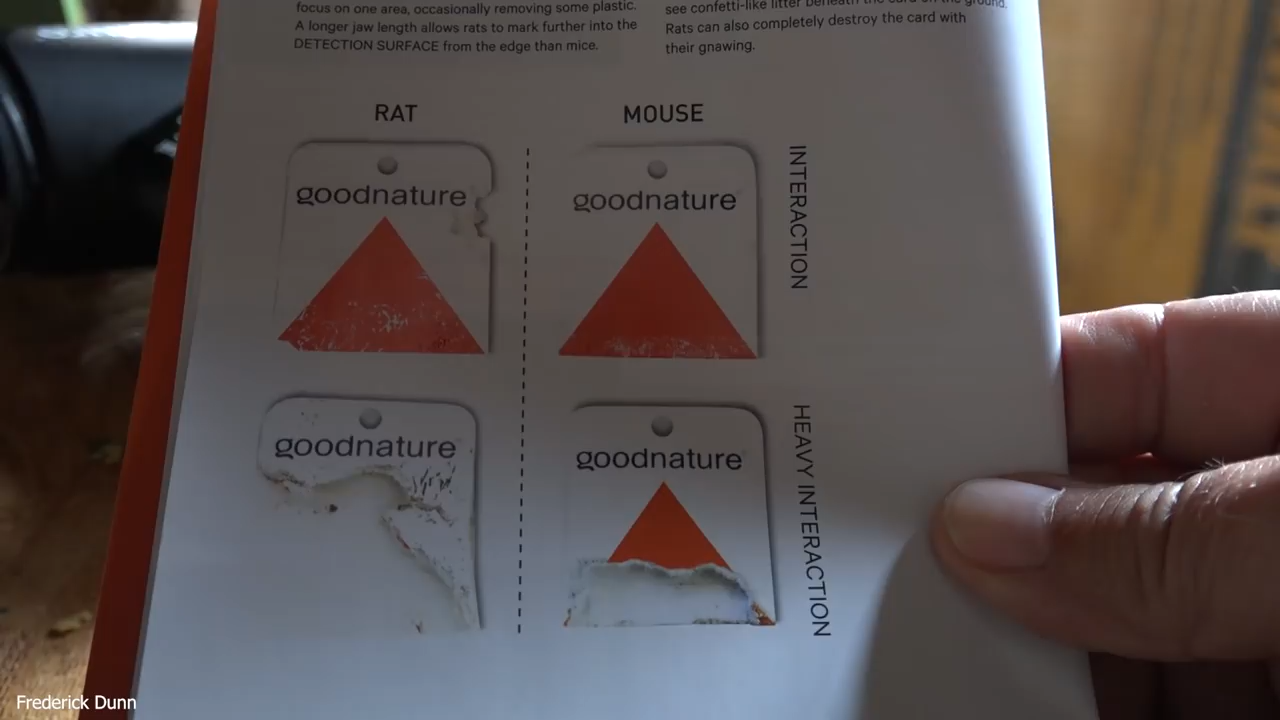 focus on one area, occasionally removing some plastic.
A longer jaw length allows rats to mark further into the
DETECTION SURFACE from the edge than mice.
see confetti-like litter beneath the card on the ground.
Rats can also completely destroy the card with
their gnawing.
RAT
MOUSE
goodnature
goodnature
INTERACTION
goodnature
goodnature
HEAVY INTERACTION
Frederick Dunn